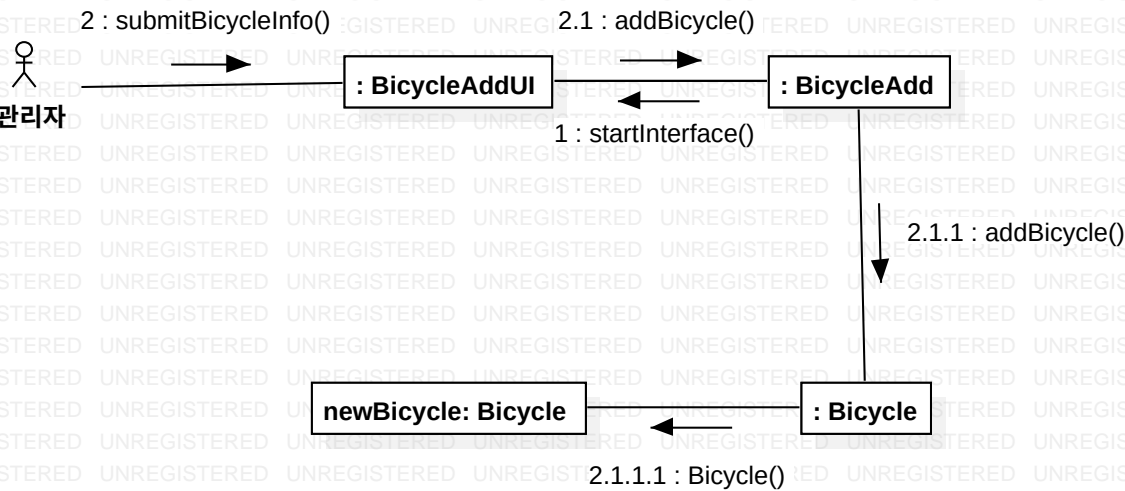 2 : submitBicycleInfo()
2.1 : addBicycle()
: BicycleAddUI
: BicycleAdd
관리자
1 : startInterface()
2.1.1 : addBicycle()
newBicycle: Bicycle
: Bicycle
2.1.1.1 : Bicycle()
UNREGISTERED